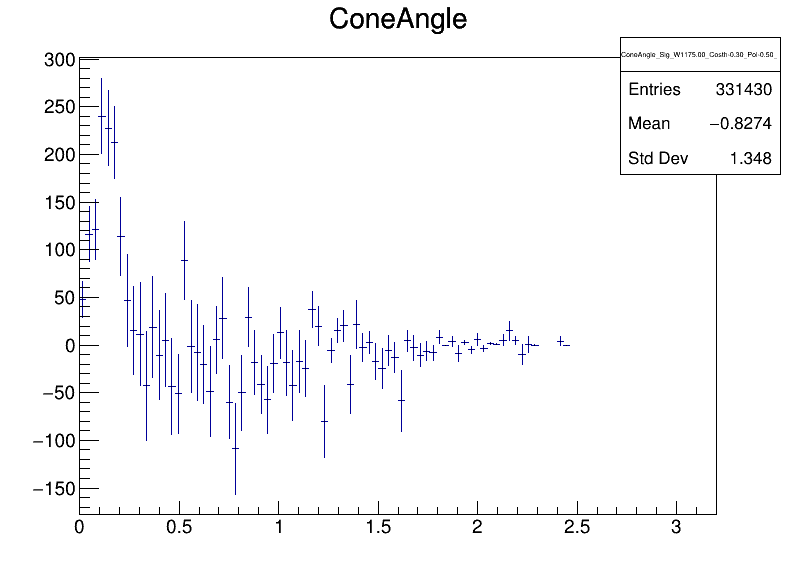 ConeAngle
ConeAngle_Sig_W1175.00_Costh-0.30_Pol-0.50_
Entries 331430
Mean −0.8274
Std Dev 1.348
300
250
200
150
100
50
0
−50
−100
−150
0 0.5 1 1.5 2 2.5 3